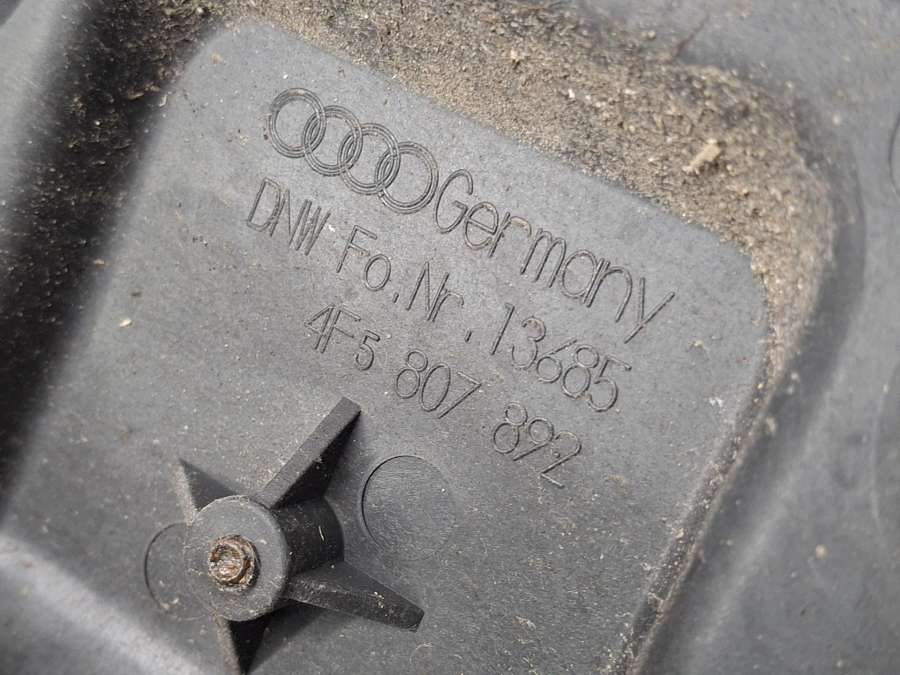 Germany
DNW Fo.Nr.13685
4F5 807 892